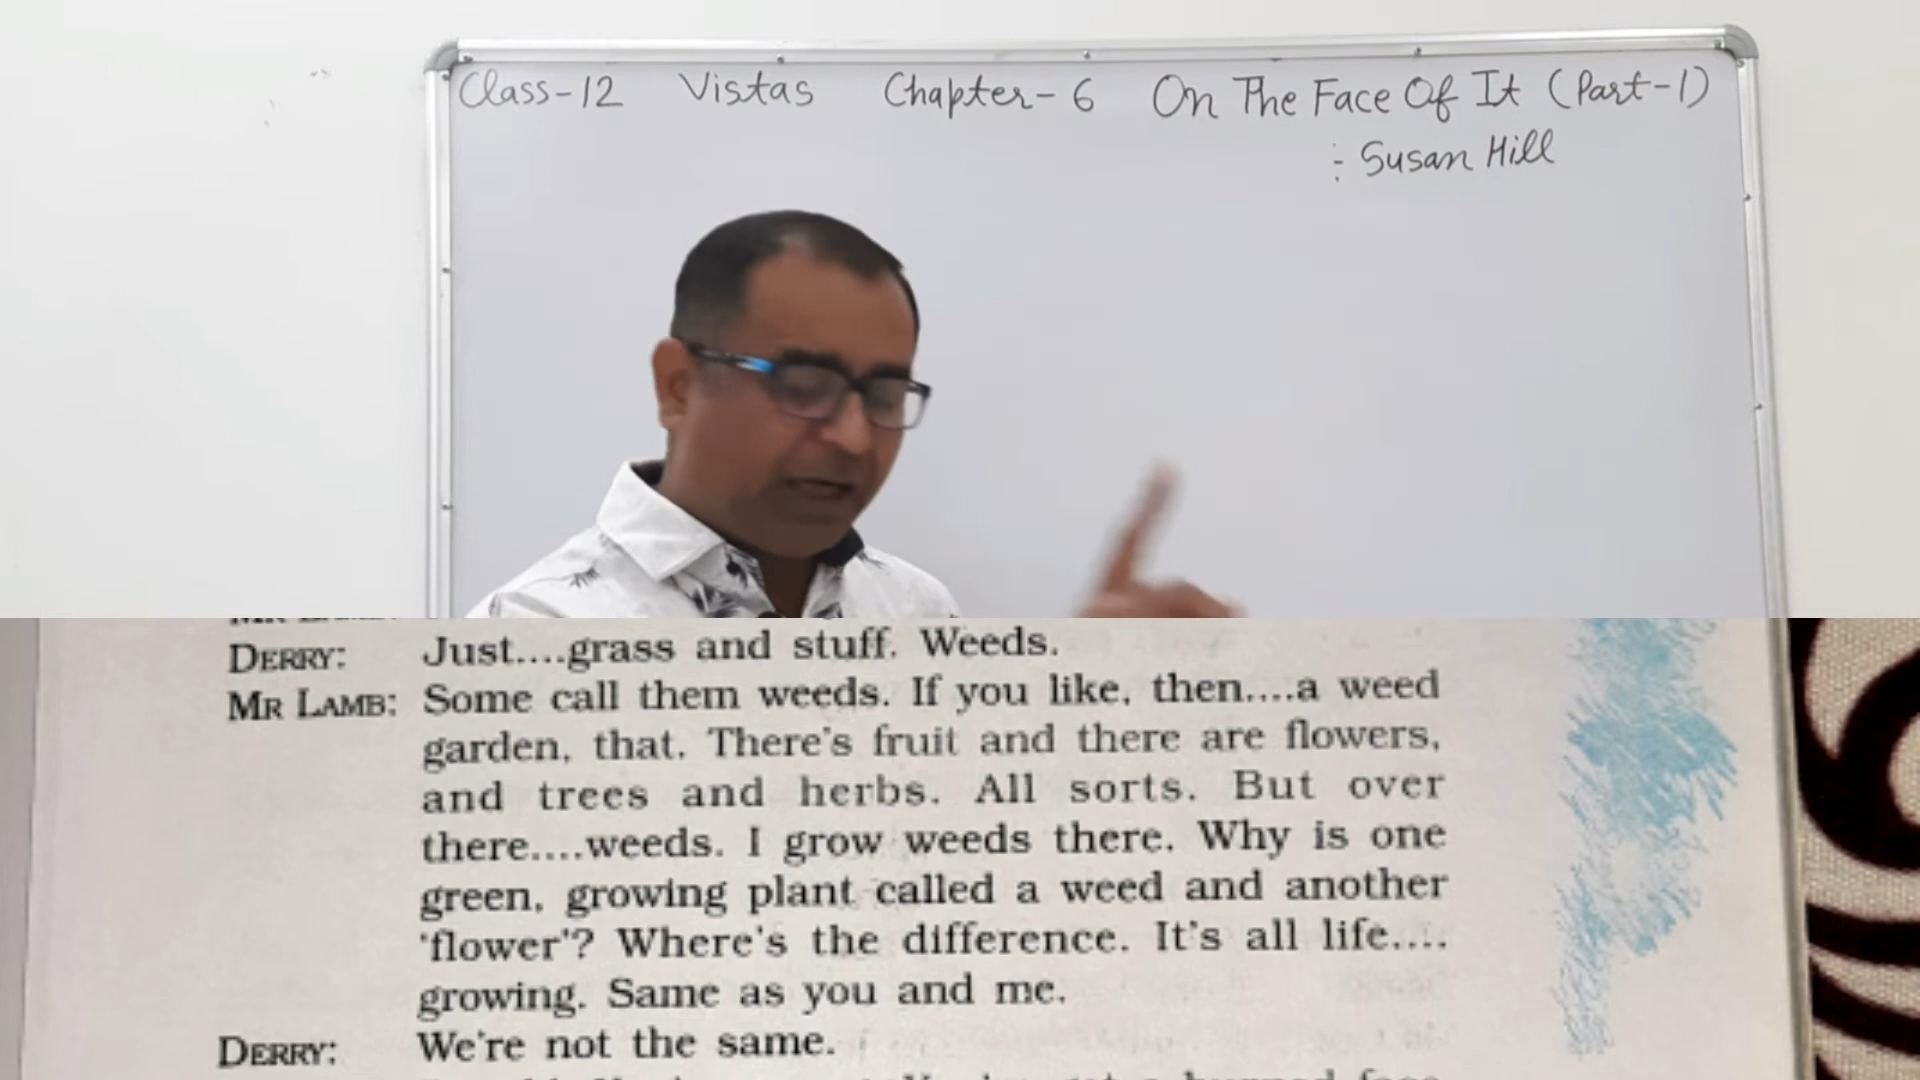 Class-12 Vistas Chapter-6 On The Face Of It (Part-1)
:- Susan Hill
DERRY: Just....grass and stuff. Weeds.
MR LAMB: Some call them weeds. If you like, then....a weed
garden, that. There's fruit and there are flowers,
and trees and herbs. All sorts. But over
there....weeds. I grow weeds there. Why is one
green, growing plant called a weed and another
‘flower’? Where's the difference. It's all life....
growing. Same as you and me.
DERRY: We're not the same.